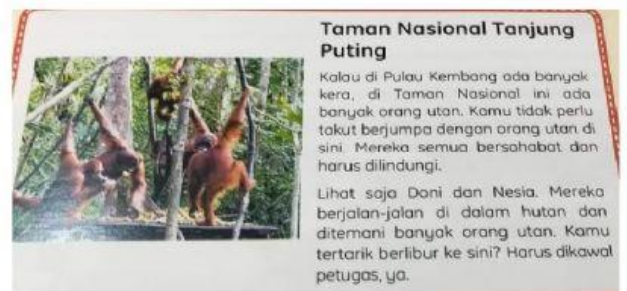 Taman Nasional Tanjung
Puting
Kalau di Pulau Kembang ada banyak
kera, di Taman Nasional ini ada
banyak orang utan. Kamu tidak perlu
takut berjumpa dengan orang utan di
sini. Mereka semua bersahabat dan
harus dilindungi.
Lihat saja Doni dan Nesia. Mereka
berjalan-jalan di dalam hutan dan
ditemani banyak orang utan. Kamu
tertarik berlibur ke sini? Harus dikawal
petugas, ya.